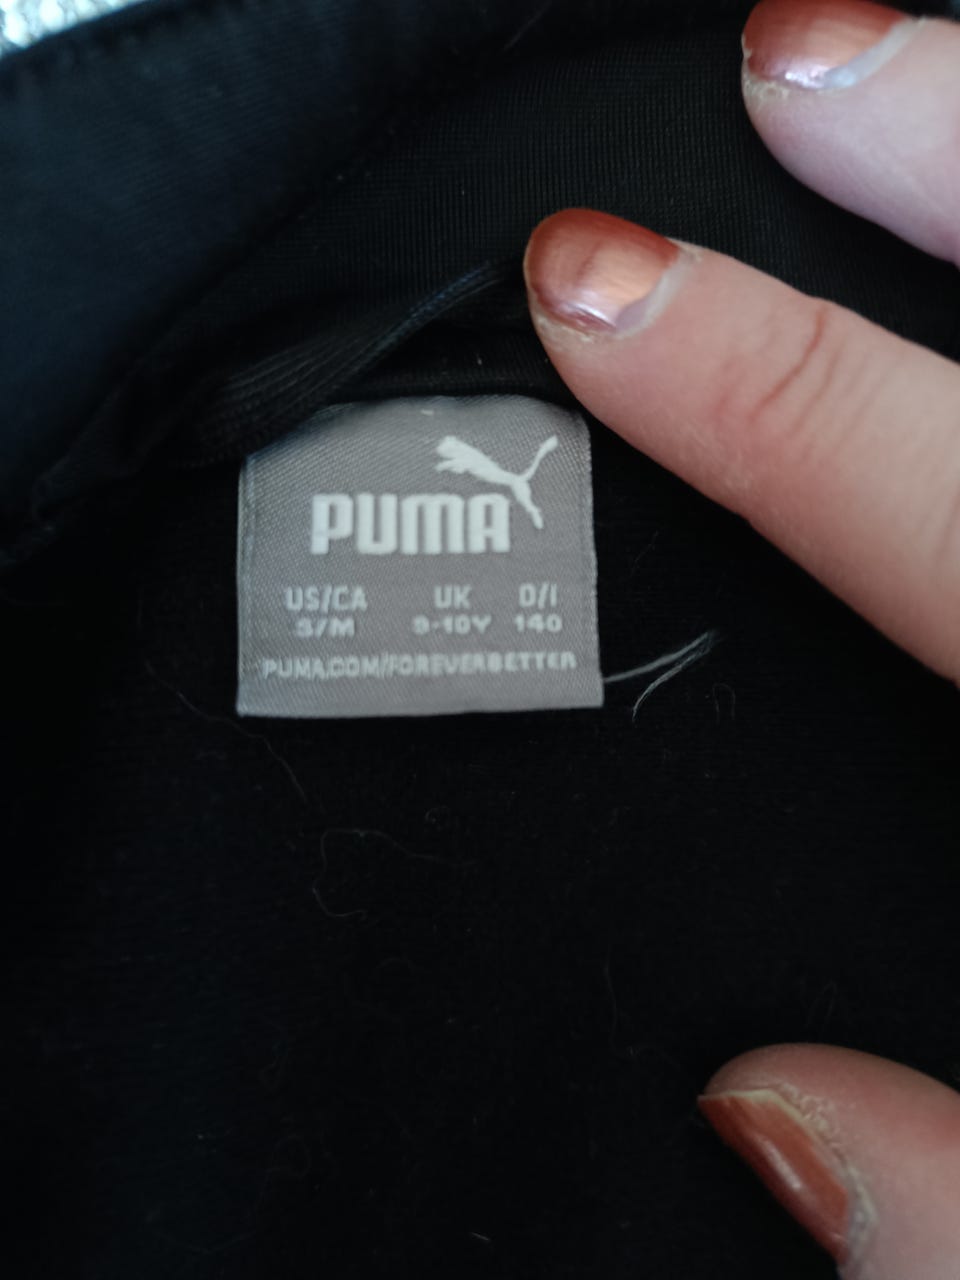 PUMA
US/CA UK D/I
S/M 9-10Y 140
PUMA.COM/FOREVERBETTER